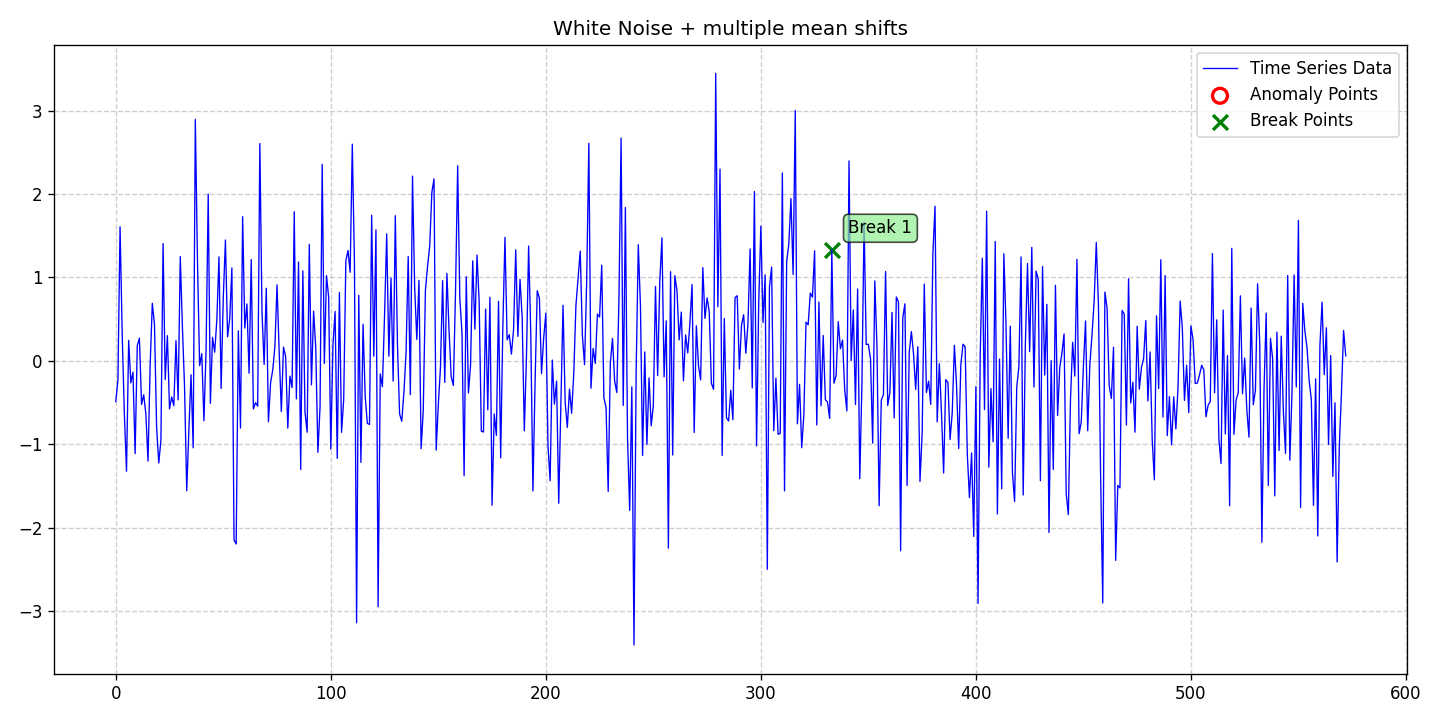 White Noise + multiple mean shifts
Time Series Data
Anomaly Points
Break Points
Break 1
3
2
1
0
−1
−2
−3
0 100 200 300 400 500 600